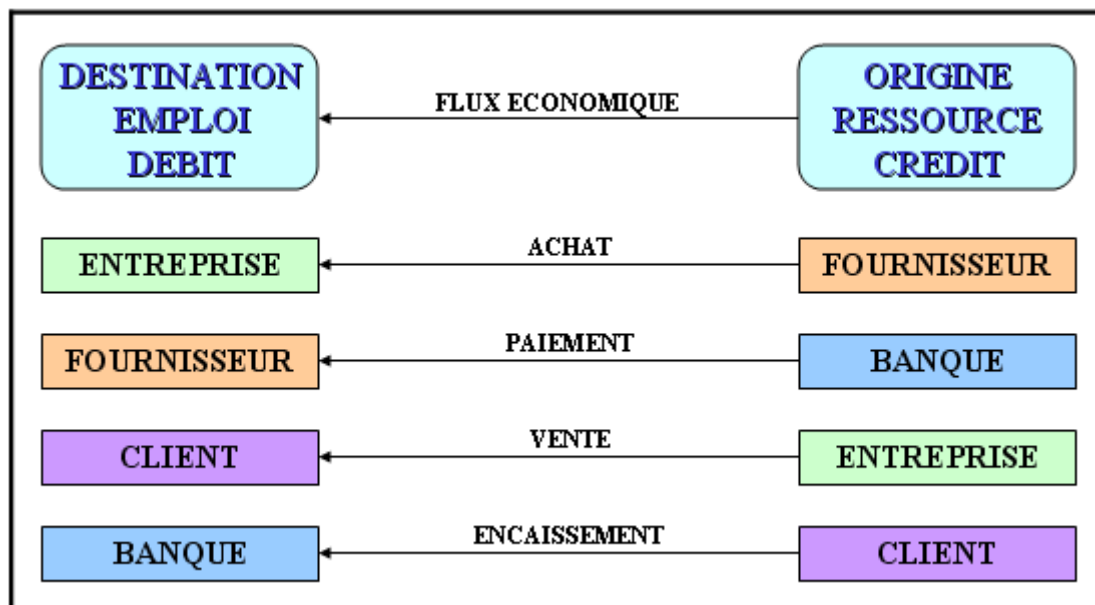 DESTINATION
EMPLOI
DEBIT
FLUX ECONOMIQUE
ORIGINE
RESSOURCE
CREDIT
ENTREPRISE
ACHAT
FOURNISSEUR
FOURNISSEUR
PAIEMENT
BANQUE
CLIENT
VENTE
ENTREPRISE
BANQUE
ENCAISSEMENT
CLIENT